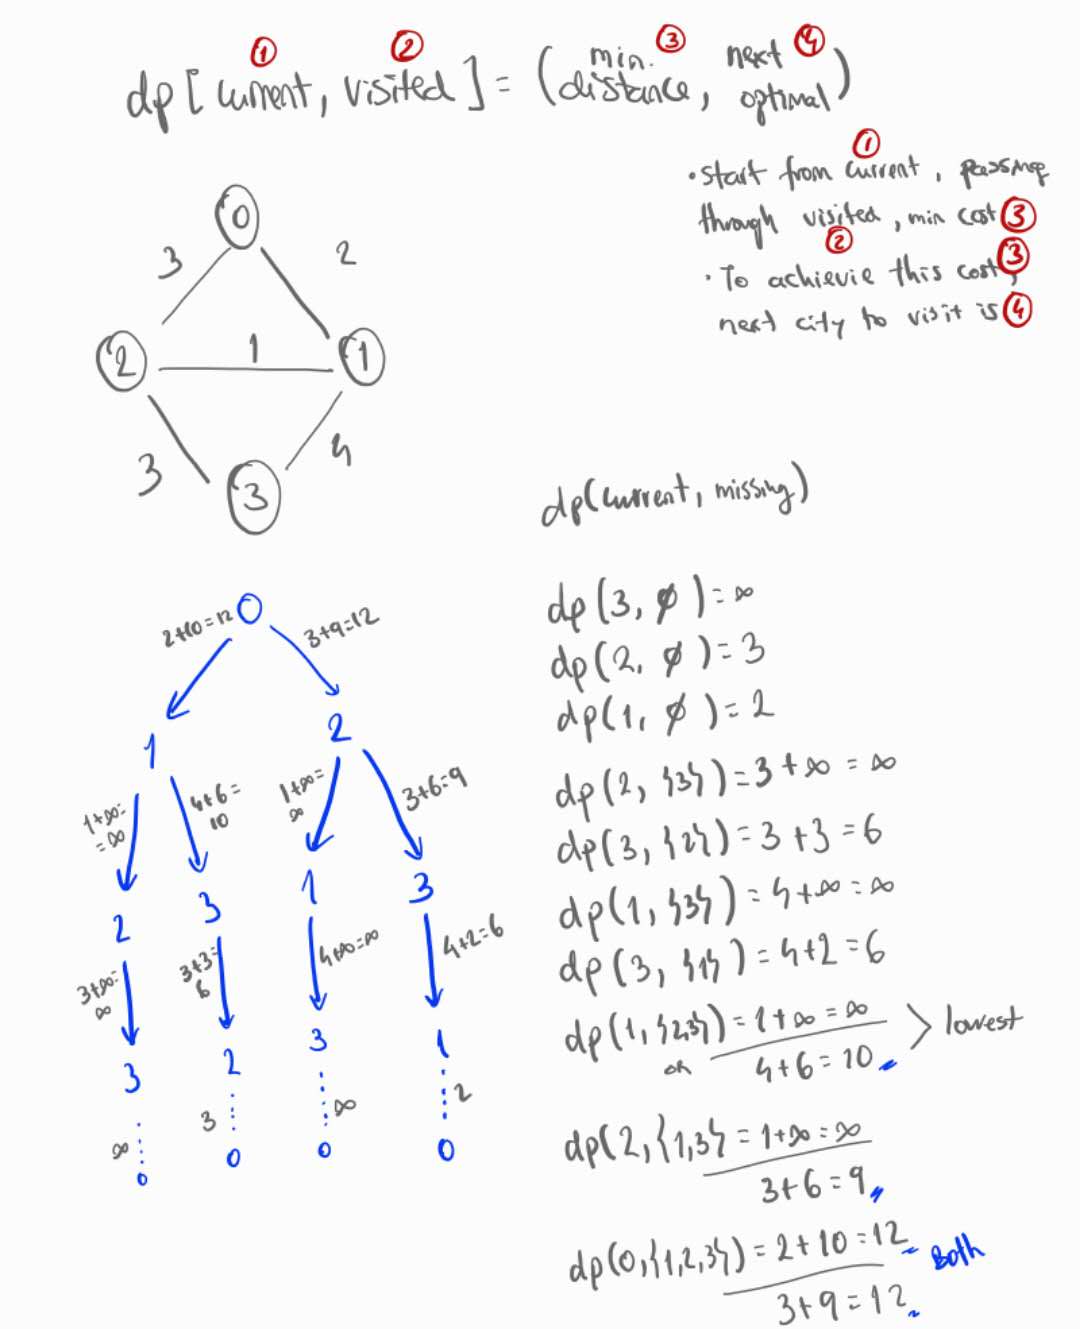 ① ② ③ ④
dp[current, visited] = (min. distance, next optimal)
• start from current, passing ①
through visited, min cost ③
②
• To achievie this cost, ③
next city to visit is ④
0
3 2
2 1 1
3 4
3
dp(current, missing)
dp(3, ∅) = ∞
dp(2, ∅) = 3
dp(1, ∅) = 2
dp(2, {3}) = 3 + ∞ = ∞
dp(3, {2}) = 3 + 3 = 6
dp(1, {3}) = 4 + ∞ = ∞
dp(3, {1}) = 4 + 2 = 6
dp(1, {2,3}) = 1 + ∞ = ∞ > lowest
or 4 + 6 = 10
dp(2, {1,3} = 1 + ∞ = ∞
3 + 6 = 9
dp(0, {1,2,3}) = 2 + 10 = 12 Both
3 + 9 = 12
0
2+10=12 3+9=12
1 2
1+∞= =∞ 4+6= 10 1+∞= ∞ 3+6=9
2 3 1 3
3+∞= ∞ 3+3= 6 4+∞=∞ 4+2=6
3 2 3 1
∞ 3 ∞ 2
0 0 0 0